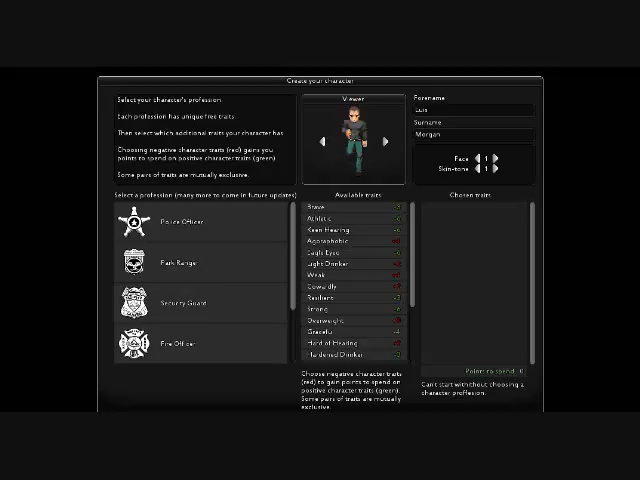 Create your character
Select your character's profession
Each profession has unique free traits
Then select which additional traits your character has
Choosing negative character traits (red) gains you
points to spend on positive character traits (green)
Some pairs of traits are mutually exclusive.
Viewer
Forename
Luis
Surname
Morgan
Face 1
Skin-tone 1
Select a profession (many more to come in future updates)
Police Officer
Park Ranger
Security Guard
Fire Officer
Available traits
Brave
Athletic
Keen Hearing
Agoraphobic
Eagle Eyed
Light Drinker
Weak
Cowardly
Resilient
Strong
Overweight
Graceful
Hard of Hearing
Hardened Drinker
Choose negative character traits
(red) to gain points to spend on
positive character traits (green).
Some pairs of traits are mutually
exclusive.
Chosen traits
Points to spend 0
Can't start without choosing a
character proffesion.